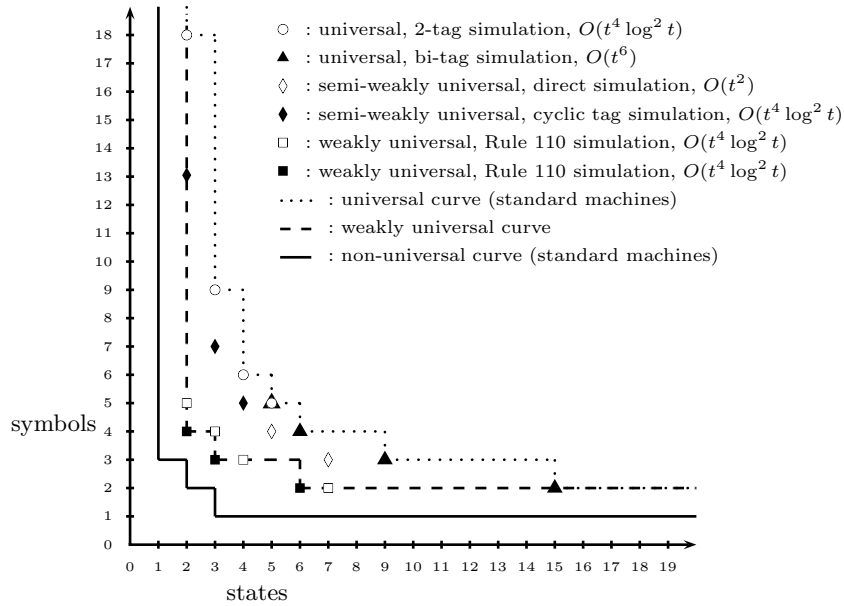 18
17
16
15
14
13
12
11
10
9
8
7
6
5
4
3
2
1
0
symbols
: universal, 2-tag simulation, O(t⁴ log² t)
: universal, bi-tag simulation, O(t⁶)
: semi-weakly universal, direct simulation, O(t²)
: semi-weakly universal, cyclic tag simulation, O(t⁴ log² t)
: weakly universal, Rule 110 simulation, O(t⁴ log² t)
: weakly universal, Rule 110 simulation, O(t⁴ log² t)
: universal curve (standard machines)
: weakly universal curve
: non-universal curve (standard machines)
0 1 2 3 4 5 6 7 8 9 10 11 12 13 14 15 16 17 18 19
states